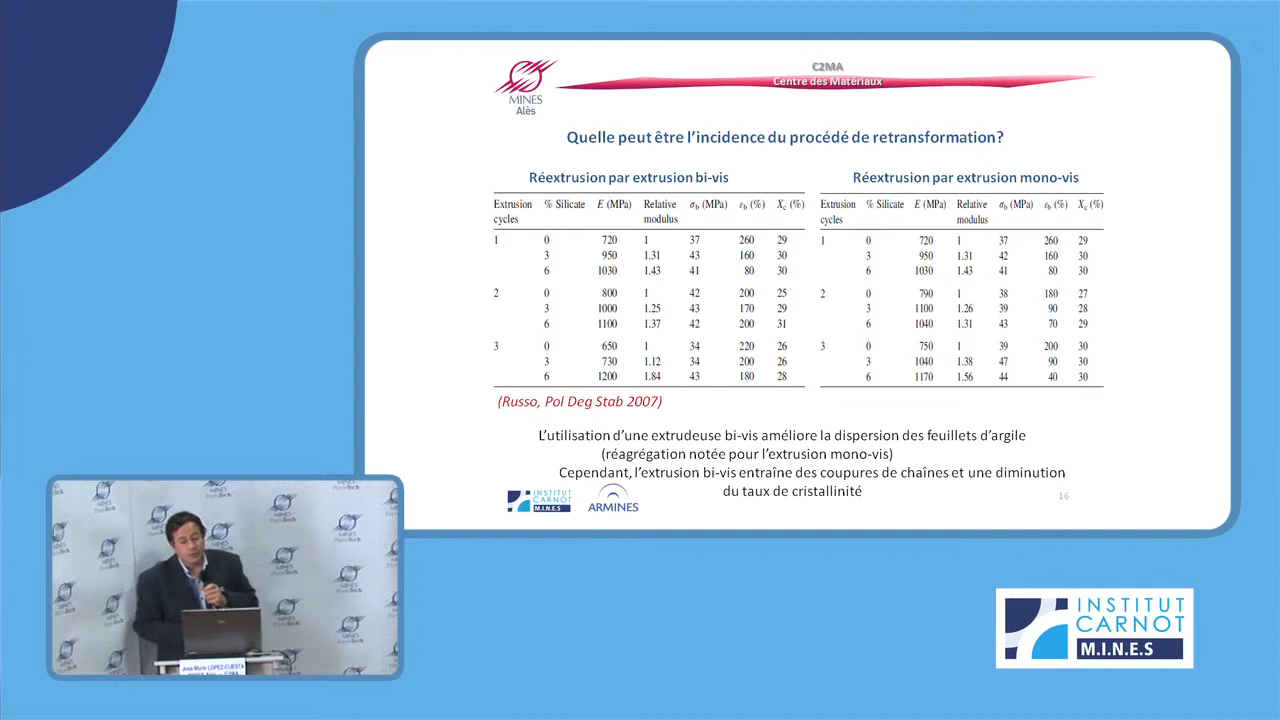 MINES
Alès
C2MA
Centre des Matériaux
Quelle peut être l'incidence du procédé de retransformation?
Réextrusion par extrusion bi-vis
Extrusion % Silicate E (MPa) Relative σb (MPa) εb (%) Xc (%)
cycles modulus
1 0 720 1 37 260 29
3 950 1.31 43 160 30
6 1030 1.43 41 80 30
2 0 800 1 42 200 25
3 1000 1.25 43 170 29
6 1100 1.37 42 200 31
3 0 650 1 34 220 26
3 730 1.12 34 200 26
6 1200 1.84 43 180 28
Réextrusion par extrusion mono-vis
Extrusion % Silicate E (MPa) Relative σb (MPa) εb (%) Xc (%)
cycles modulus
1 0 720 1 37 260 29
3 950 1.31 42 160 30
6 1030 1.43 41 80 30
2 0 790 1 38 180 27
3 1100 1.26 39 90 28
6 1040 1.31 43 70 29
3 0 750 1 39 200 30
3 1040 1.38 47 90 30
6 1170 1.56 44 40 30
(Russo, Pol Deg Stab 2007)
L'utilisation d'une extrudeuse bi-vis améliore la dispersion des feuillets d'argile
(réagrégation notée pour l'extrusion mono-vis)
Cependant, l'extrusion bi-vis entraîne des coupures de chaînes et une diminution
du taux de cristallinité
INSTITUT
CARNOT
M.I.N.E.S
ARMINES
16
MINES
ParisTech
José-Marie LOPEZ-CUESTA
INSTITUT
CARNOT
M.I.N.E.S